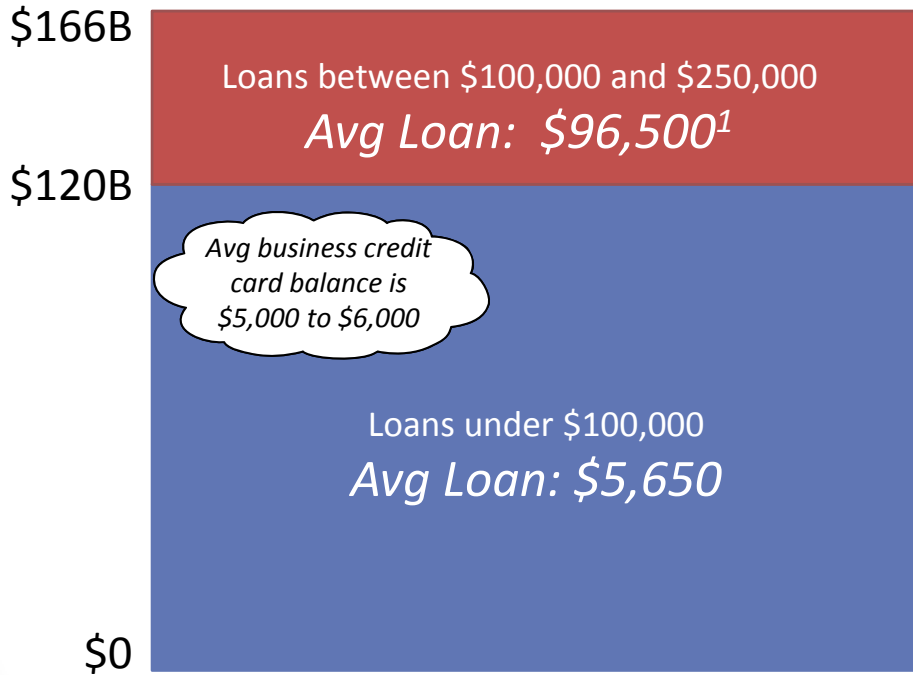 $166B
Loans between $100,000 and $250,000
Avg Loan: $96,500¹
$120B
Avg business credit
card balance is
$5,000 to $6,000
Loans under $100,000
Avg Loan: $5,650
$0